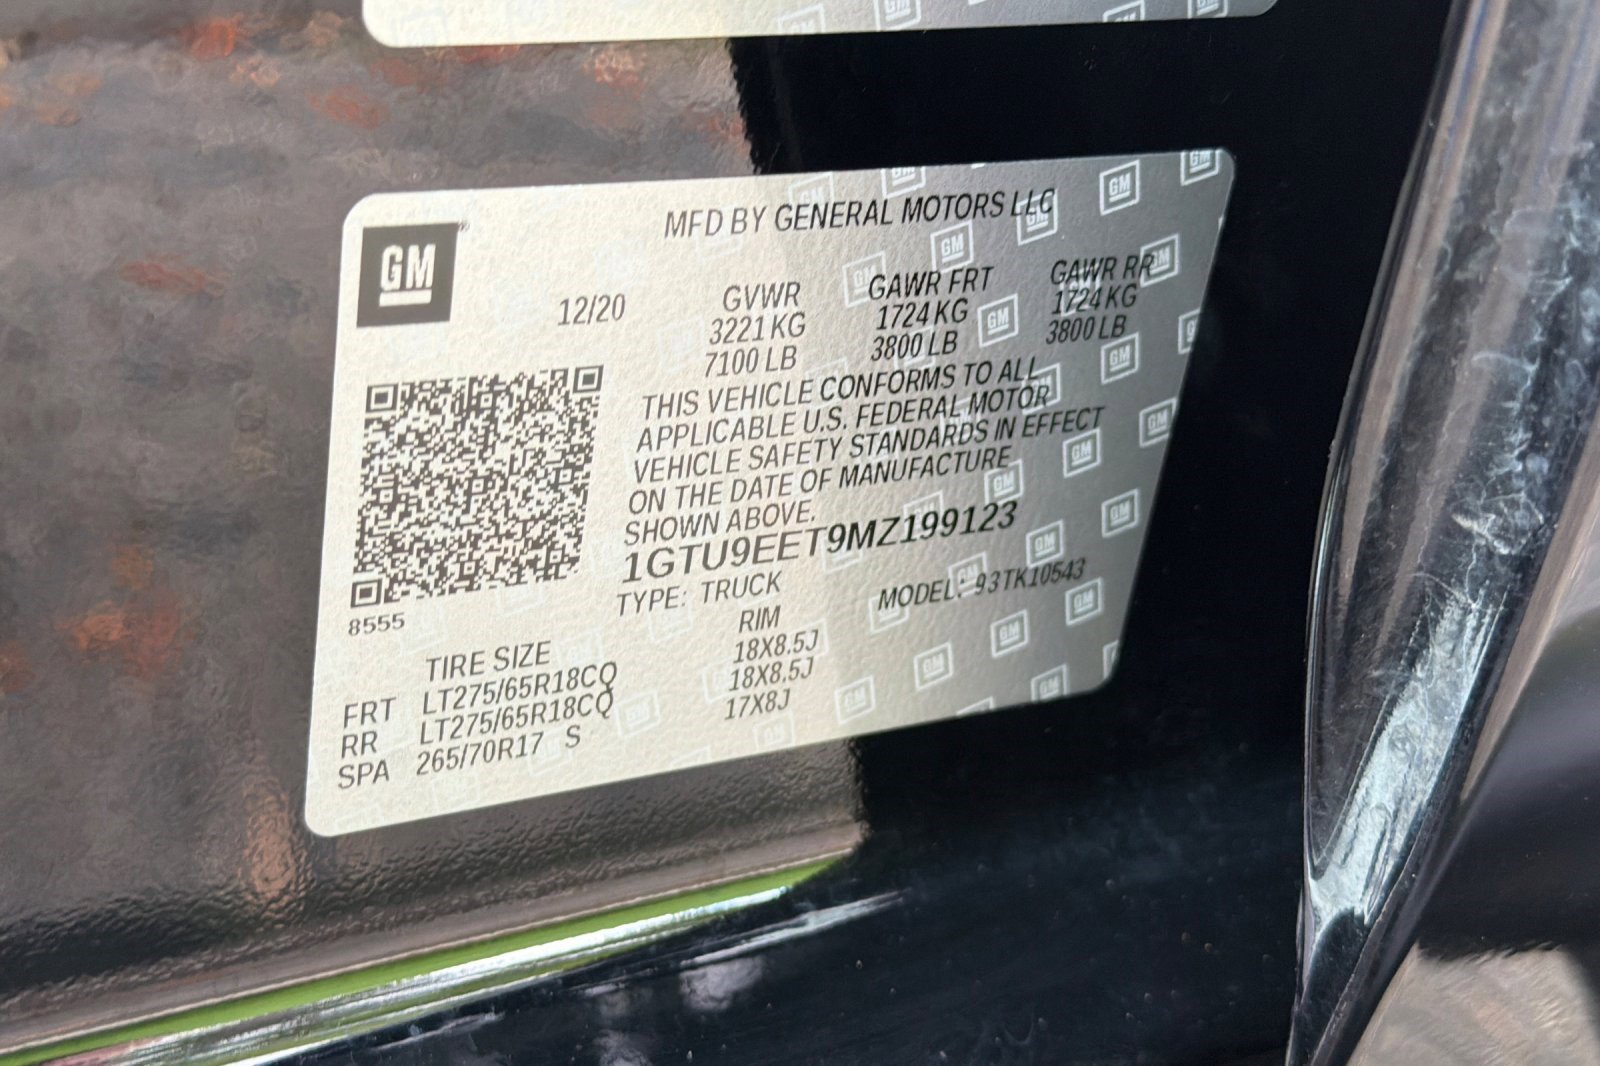 MFD BY GENERAL MOTORS LLC
GM
12/20
GVWR GAWR FRT GAWR RR
3221 KG 1724 KG 1724 KG
7100 LB 3800 LB 3800 LB
THIS VEHICLE CONFORMS TO ALL
APPLICABLE U.S. FEDERAL MOTOR
VEHICLE SAFETY STANDARDS IN EFFECT
ON THE DATE OF MANUFACTURE
SHOWN ABOVE.
1GTU9EET9MZ199123
TYPE: TRUCK MODEL: 93TK10543
8555
TIRE SIZE RIM
FRT LT275/65R18CQ 18X8.5J
RR LT275/65R18CQ 18X8.5J
SPA 265/70R17 S 17X8J